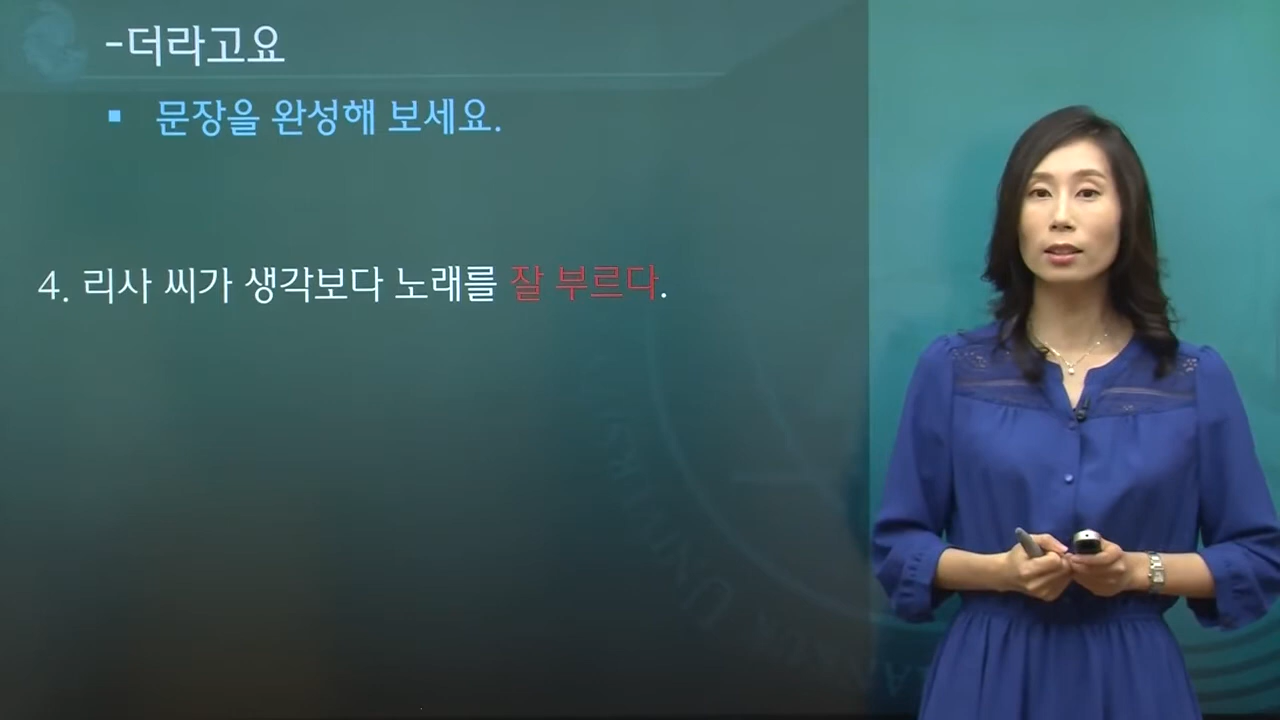 -더라고요
▪ 문장을 완성해 보세요.
4. 리사 씨가 생각보다 노래를 잘 부르다.